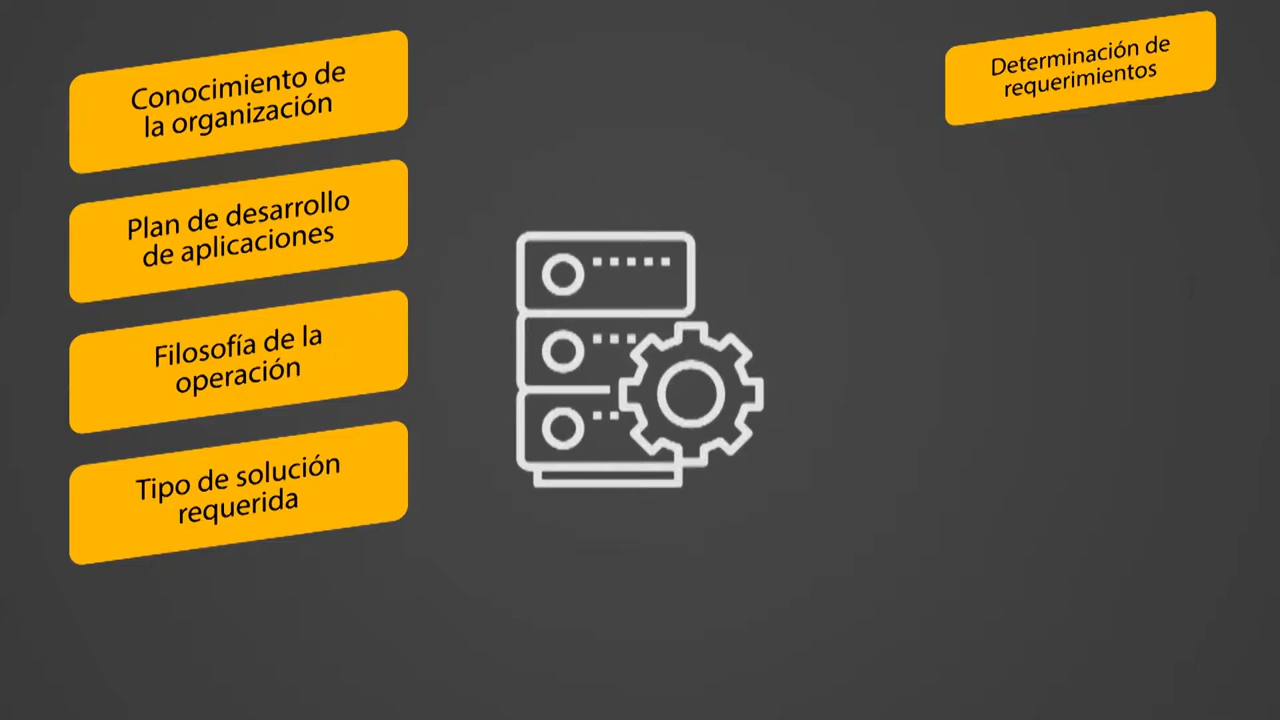 Conocimiento de
la organización
Plan de desarrollo
de aplicaciones
Filosofía de la
operación
Tipo de solución
requerida
Determinación de
requerimientos